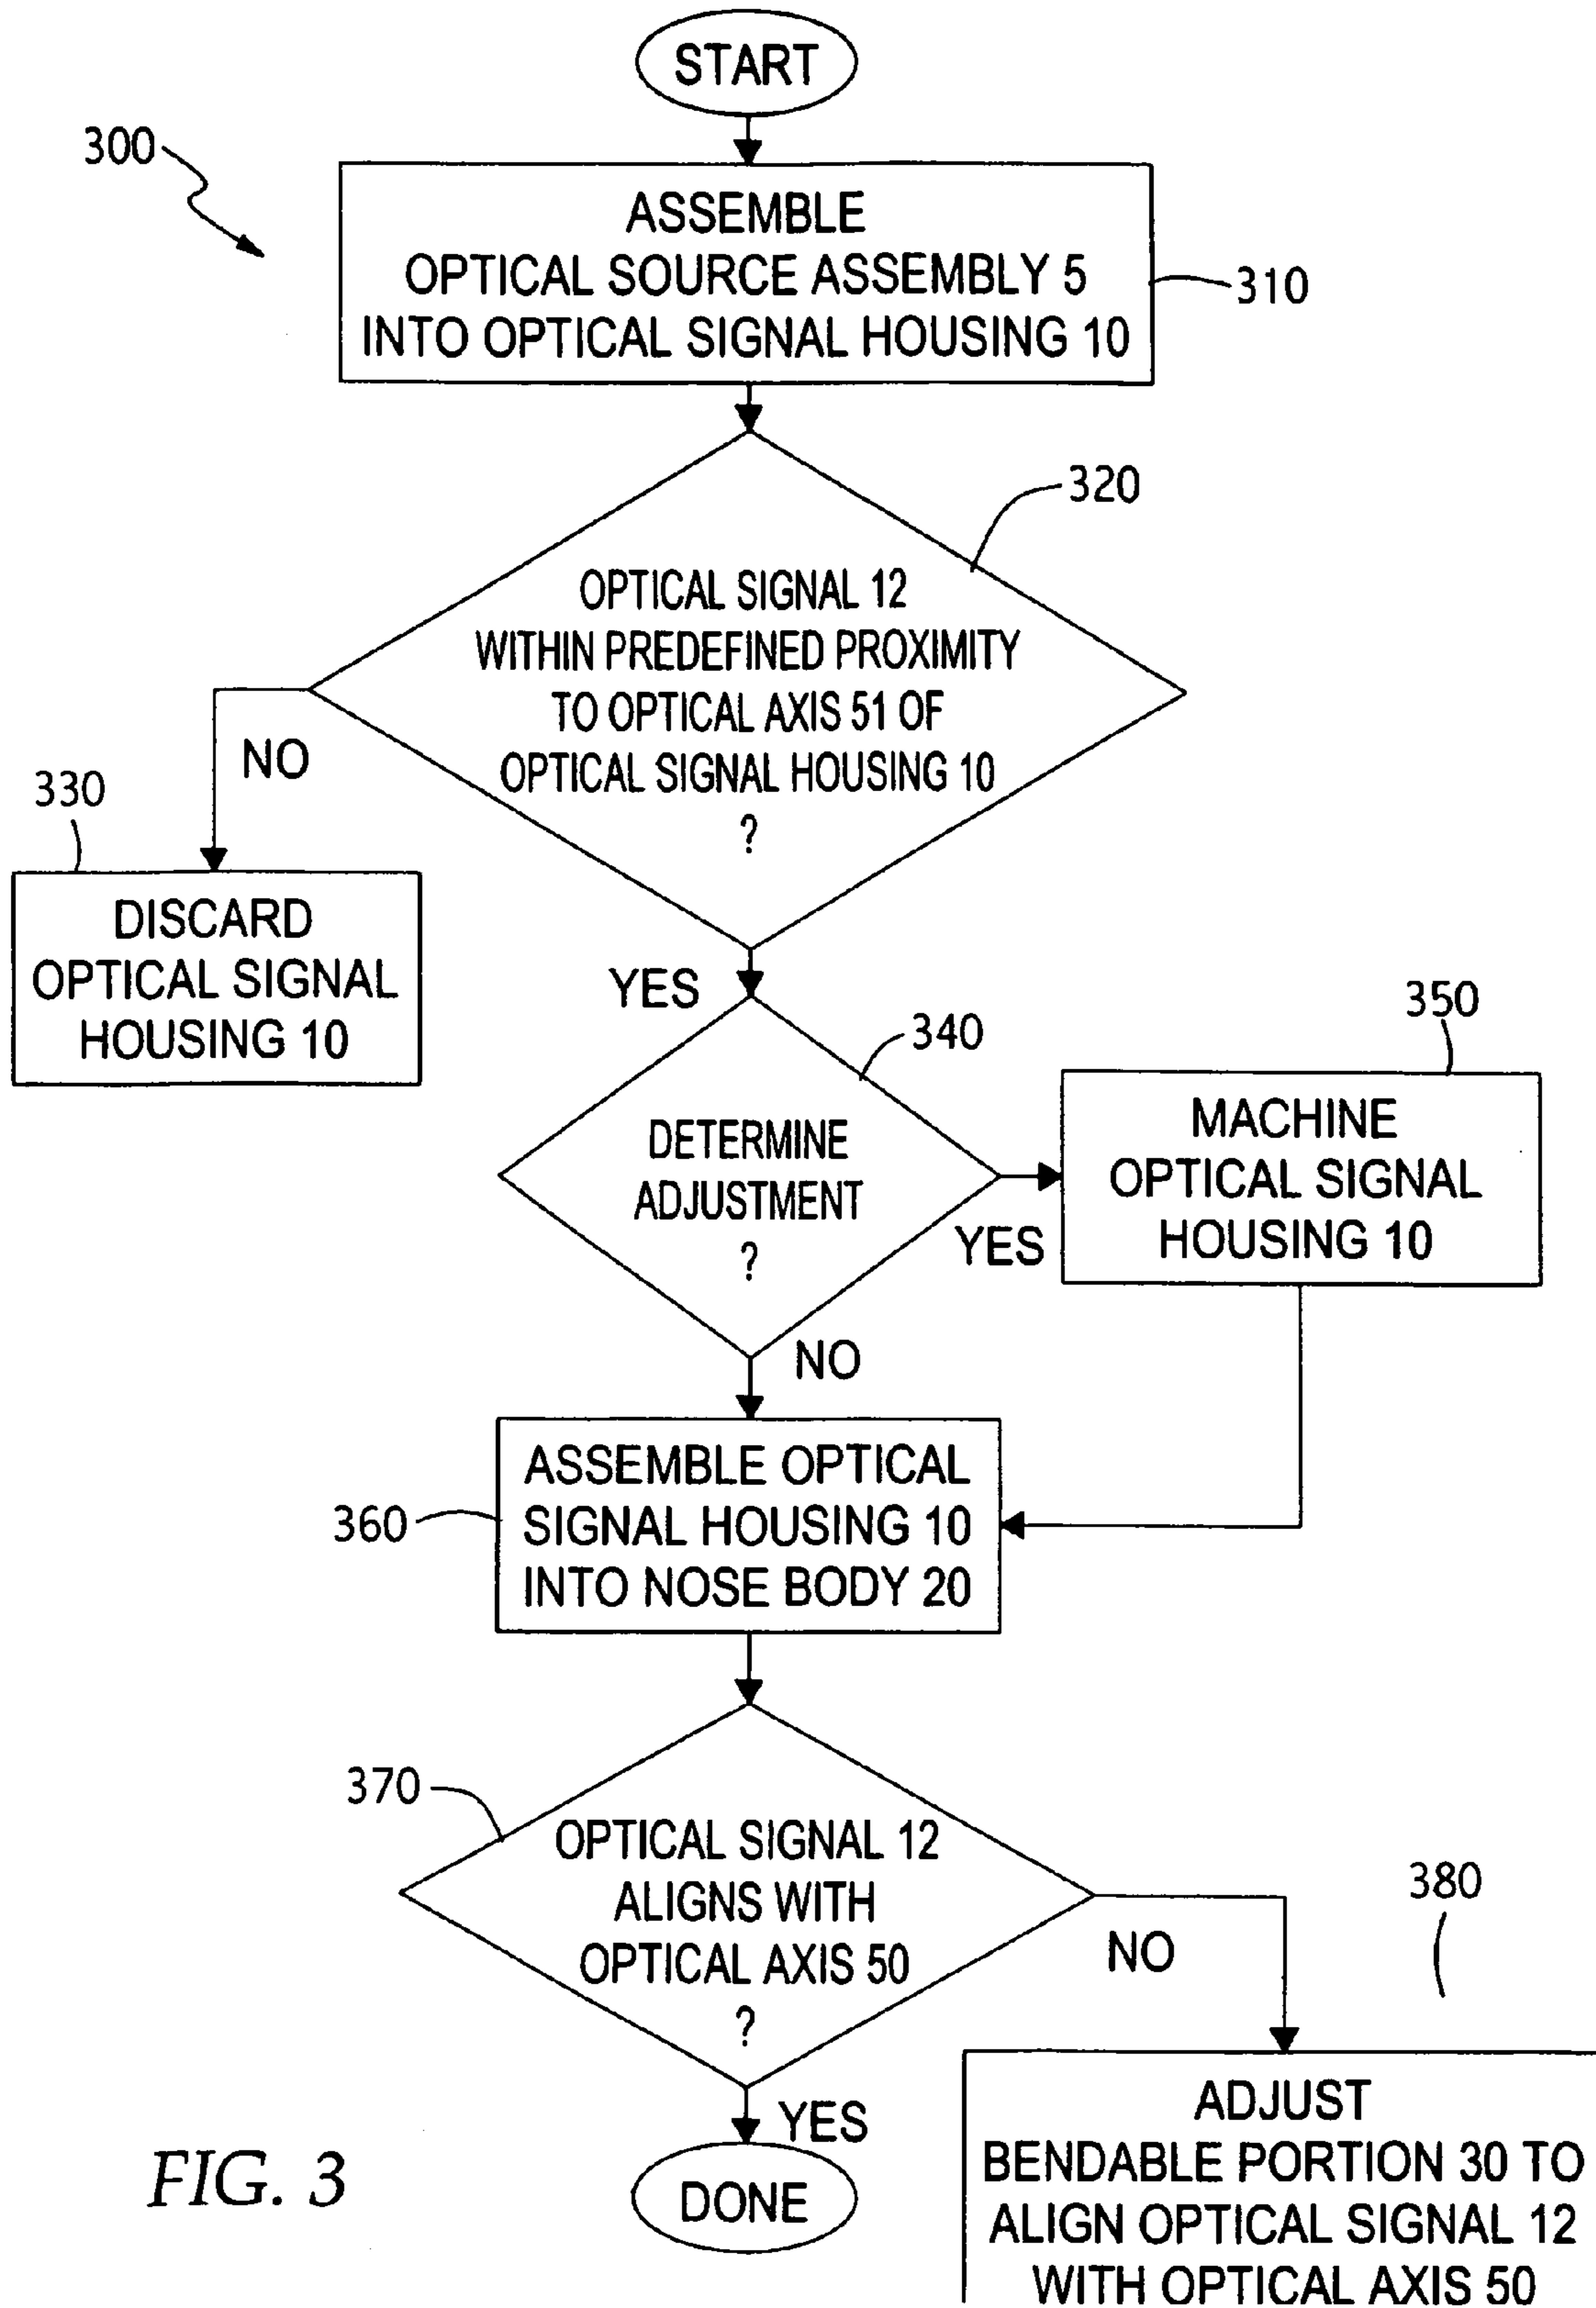 START
300
ASSEMBLE
OPTICAL SOURCE ASSEMBLY 5
INTO OPTICAL SIGNAL HOUSING 10
310
320
OPTICAL SIGNAL 12
WITHIN PREDEFINED PROXIMITY
TO OPTICAL AXIS 51 OF
OPTICAL SIGNAL HOUSING 10
?
NO
330
DISCARD
OPTICAL SIGNAL
HOUSING 10
YES
340
DETERMINE
ADJUSTMENT
?
YES
350
MACHINE
OPTICAL SIGNAL
HOUSING 10
NO
360
ASSEMBLE OPTICAL
SIGNAL HOUSING 10
INTO NOSE BODY 20
370
OPTICAL SIGNAL 12
ALIGNS WITH
OPTICAL AXIS 50
?
NO
380
ADJUST
BENDABLE PORTION 30 TO
ALIGN OPTICAL SIGNAL 12
WITH OPTICAL AXIS 50
YES
DONE
FIG. 3